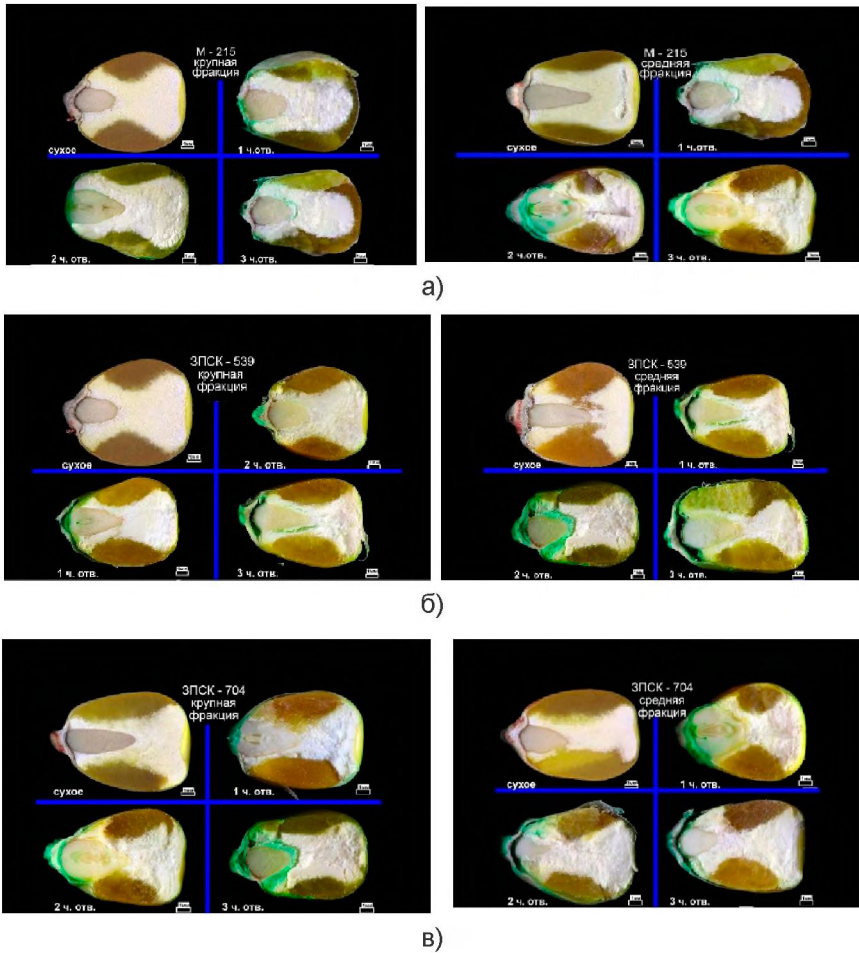 М - 215
крупная
фракция
сухое
1 ч.отв.
2 ч. отв.
3 ч.отв.
М - 215
средняя
фракция
сухое
1 ч.отв.
2 ч.отв.
3 ч. отв.
а)
ЗПСК - 539
крупная
фракция
сухое
2 ч. отв.
1 ч. отв.
3 ч. отв.
ЗПСК - 539
средняя
фракция
сухое
1 ч. отв.
2 ч. отв.
3 ч. отв.
б)
ЗПСК - 704
крупная
фракция
сухое
1 ч. отв.
2 ч. отв.
3 ч. отв.
ЗПСК - 704
средняя
фракция
сухое
1 ч. отв.
2 ч. отв.
3 ч. отв.
в)